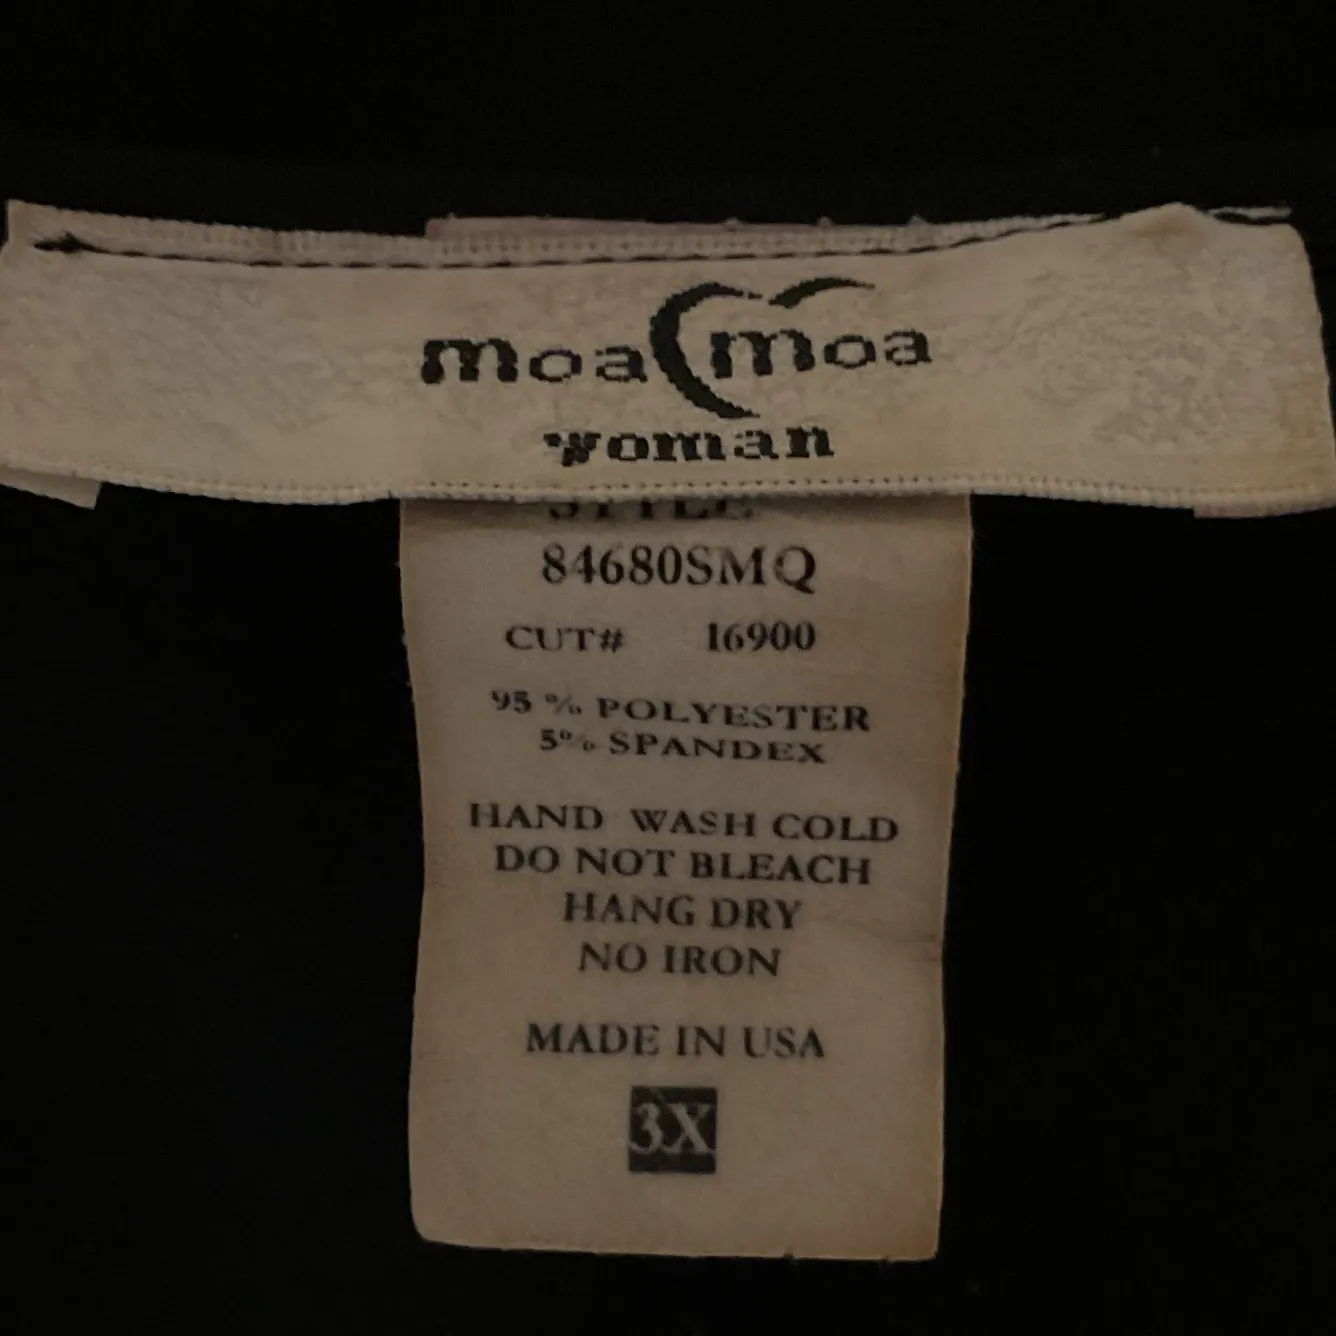 moa moa
woman
STYLE
84680SMQ
CUT# 16900
95 % POLYESTER
5% SPANDEX
HAND WASH COLD
DO NOT BLEACH
HANG DRY
NO IRON
MADE IN USA
3X